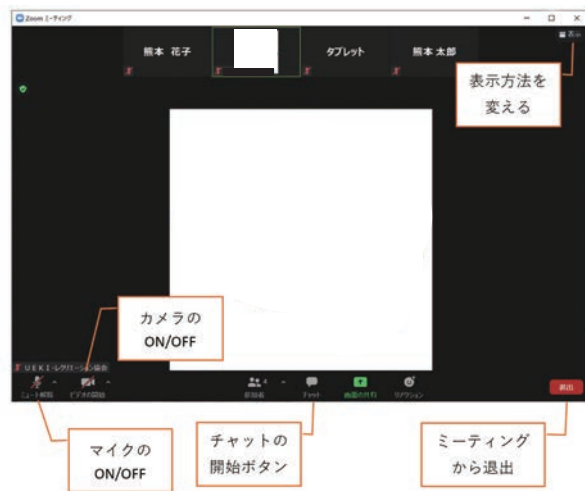 Zoom ミーティング
熊本 花子
タブレット
熊本 太郎
表示
表示方法を
変える
カメラの
ON/OFF
UEKI-レクリエーション協会
ミュート解除
ビデオの開始
参加者
4
チャット
画面の共有
リアクション
退出
マイクの
ON/OFF
チャットの
開始ボタン
ミーティング
から退出